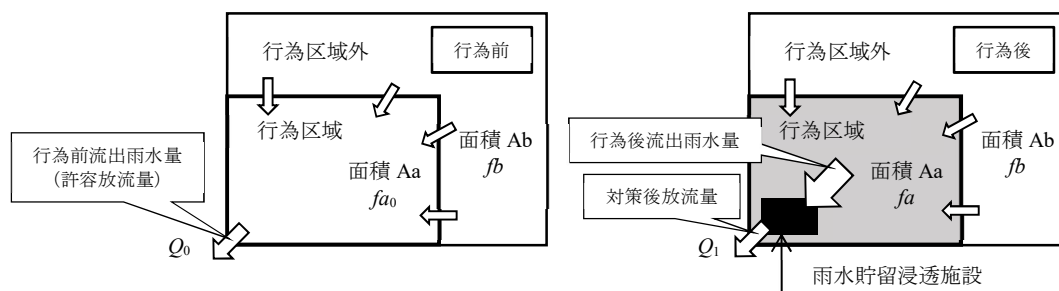 行為区域外
行為前
行為区域
行為前流出雨水量
(許容放流量)
面積 Ab
fb
面積 Aa
fa₀
Q₀
行為区域外
行為後
行為区域
行為後流出雨水量
面積 Ab
fb
面積 Aa
fa
対策後放流量
Q₁
雨水貯留浸透施設